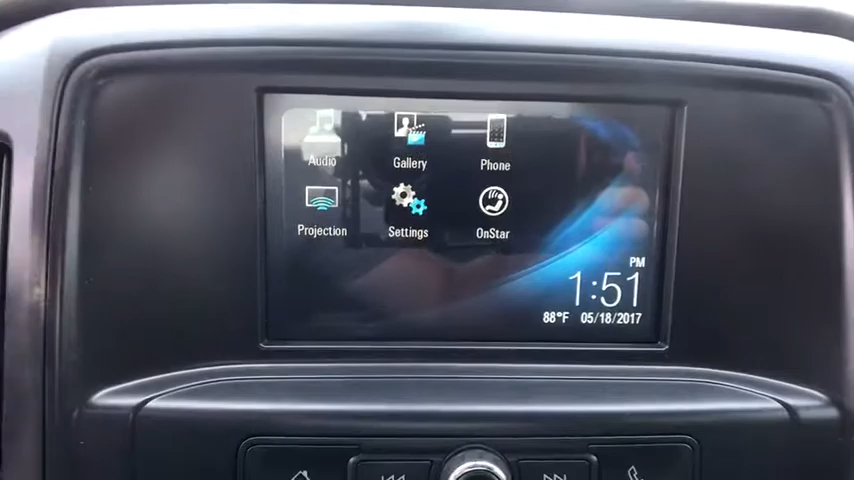 Audio Gallery Phone
Projection Settings OnStar
PM
1:51
88°F 05/18/2017